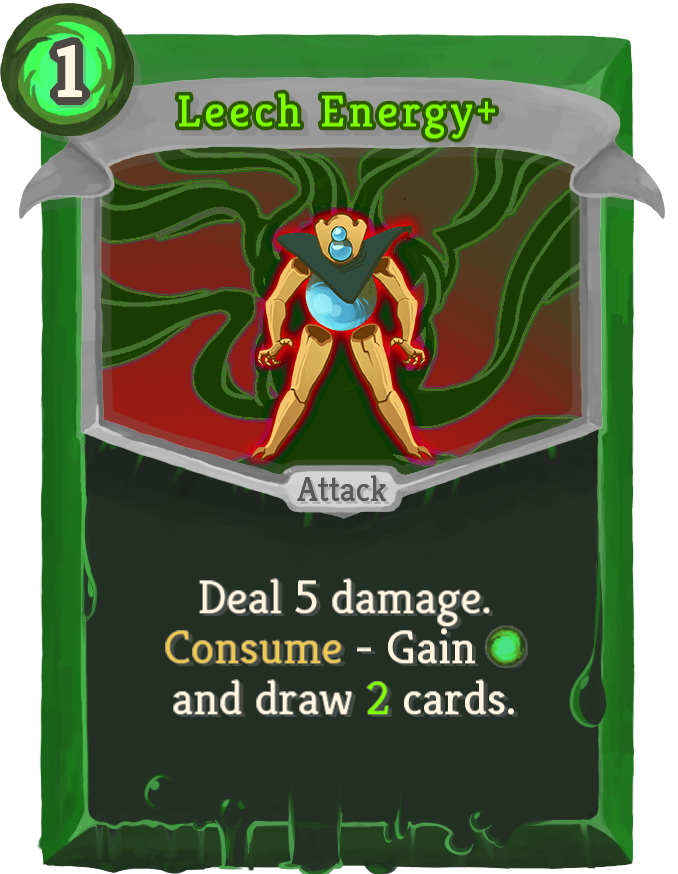 1
Leech Energy+
Attack
Deal 5 damage.
Consume - Gain
and draw 2 cards.